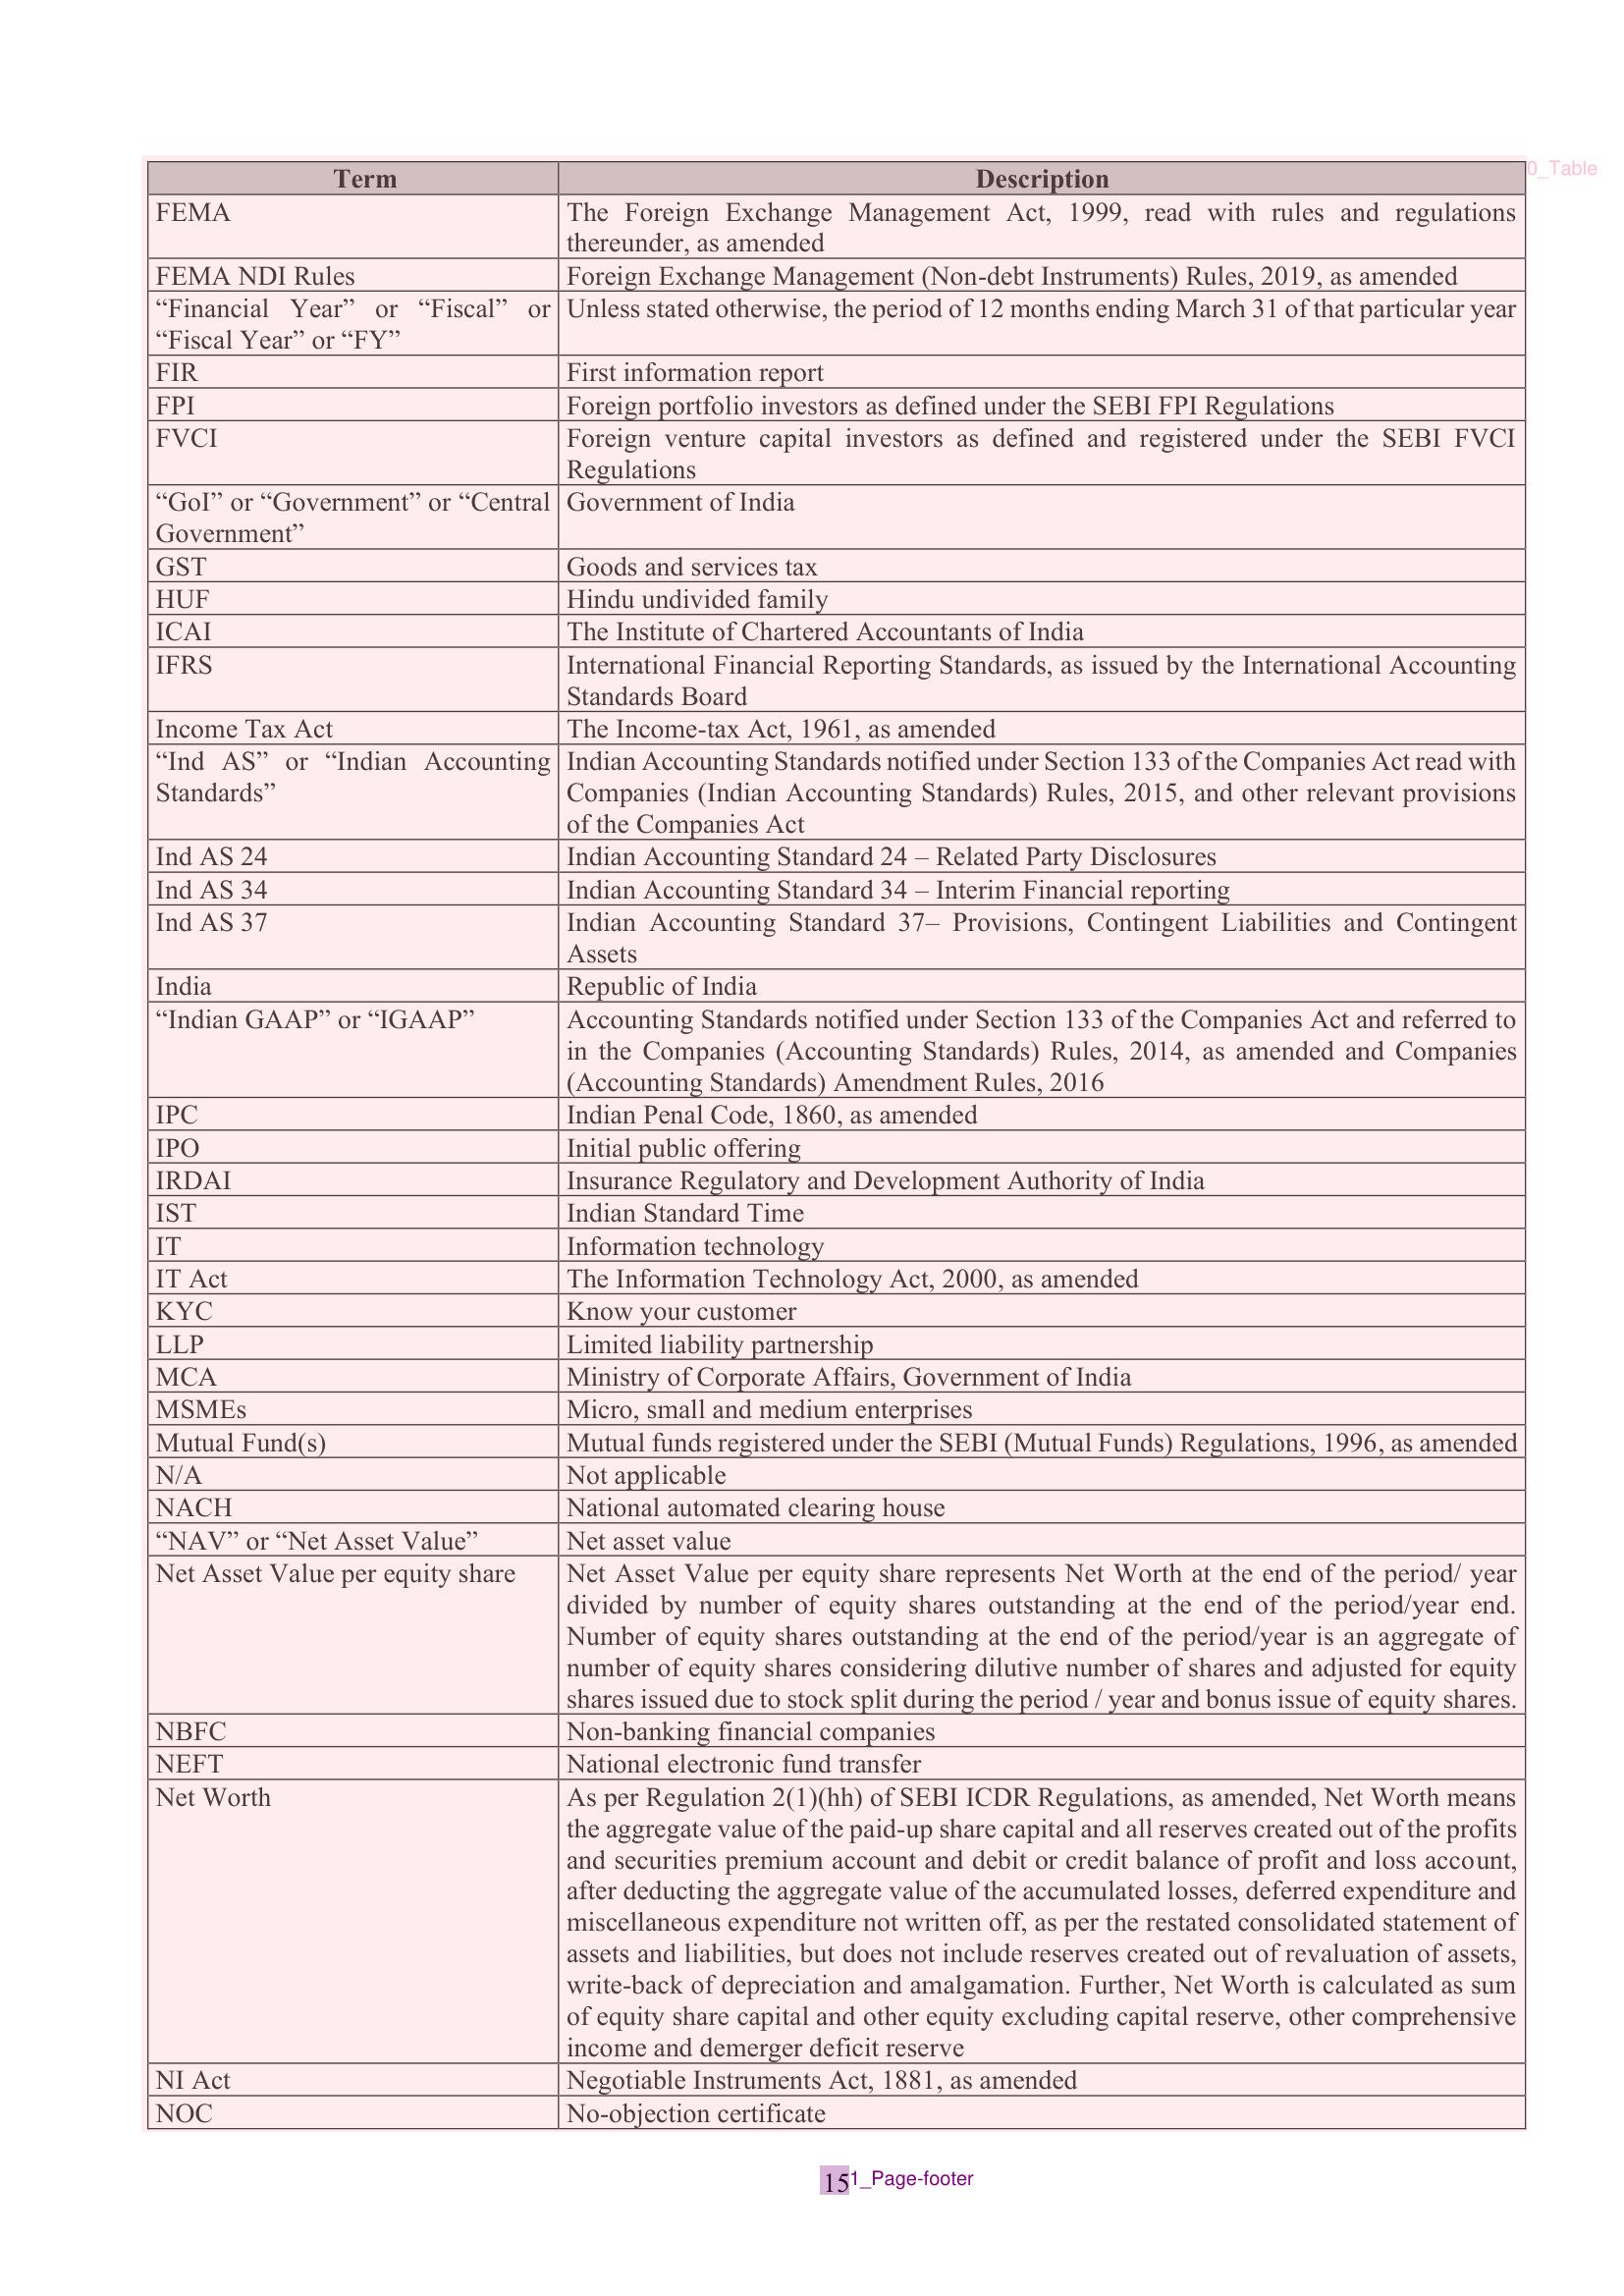 Term Description
0_Table
FEMA The Foreign Exchange Management Act, 1999, read with rules and regulations
thereunder, as amended
FEMA NDI Rules Foreign Exchange Management (Non-debt Instruments) Rules, 2019, as amended
“Financial Year” or “Fiscal” or Unless stated otherwise, the period of 12 months ending March 31 of that particular year
“Fiscal Year” or “FY”
FIR First information report
FPI Foreign portfolio investors as defined under the SEBI FPI Regulations
FVCI Foreign venture capital investors as defined and registered under the SEBI FVCI
Regulations
“GoI” or “Government” or “Central Government of India
Government”
GST Goods and services tax
HUF Hindu undivided family
ICAI The Institute of Chartered Accountants of India
IFRS International Financial Reporting Standards, as issued by the International Accounting
Standards Board
Income Tax Act The Income-tax Act, 1961, as amended
“Ind AS” or “Indian Accounting Indian Accounting Standards notified under Section 133 of the Companies Act read with
Standards” Companies (Indian Accounting Standards) Rules, 2015, and other relevant provisions
of the Companies Act
Ind AS 24 Indian Accounting Standard 24 – Related Party Disclosures
Ind AS 34 Indian Accounting Standard 34 – Interim Financial reporting
Ind AS 37 Indian Accounting Standard 37– Provisions, Contingent Liabilities and Contingent
Assets
India Republic of India
“Indian GAAP” or “IGAAP” Accounting Standards notified under Section 133 of the Companies Act and referred to
in the Companies (Accounting Standards) Rules, 2014, as amended and Companies
(Accounting Standards) Amendment Rules, 2016
IPC Indian Penal Code, 1860, as amended
IPO Initial public offering
IRDAI Insurance Regulatory and Development Authority of India
IST Indian Standard Time
IT Information technology
IT Act The Information Technology Act, 2000, as amended
KYC Know your customer
LLP Limited liability partnership
MCA Ministry of Corporate Affairs, Government of India
MSMEs Micro, small and medium enterprises
Mutual Fund(s) Mutual funds registered under the SEBI (Mutual Funds) Regulations, 1996, as amended
N/A Not applicable
NACH National automated clearing house
“NAV” or “Net Asset Value” Net asset value
Net Asset Value per equity share Net Asset Value per equity share represents Net Worth at the end of the period/ year
divided by number of equity shares outstanding at the end of the period/year end.
Number of equity shares outstanding at the end of the period/year is an aggregate of
number of equity shares considering dilutive number of shares and adjusted for equity
shares issued due to stock split during the period / year and bonus issue of equity shares.
NBFC Non-banking financial companies
NEFT National electronic fund transfer
Net Worth As per Regulation 2(1)(hh) of SEBI ICDR Regulations, as amended, Net Worth means
the aggregate value of the paid-up share capital and all reserves created out of the profits
and securities premium account and debit or credit balance of profit and loss account,
after deducting the aggregate value of the accumulated losses, deferred expenditure and
miscellaneous expenditure not written off, as per the restated consolidated statement of
assets and liabilities, but does not include reserves created out of revaluation of assets,
write-back of depreciation and amalgamation. Further, Net Worth is calculated as sum
of equity share capital and other equity excluding capital reserve, other comprehensive
income and demerger deficit reserve
NI Act Negotiable Instruments Act, 1881, as amended
NOC No-objection certificate
15 1_Page-footer